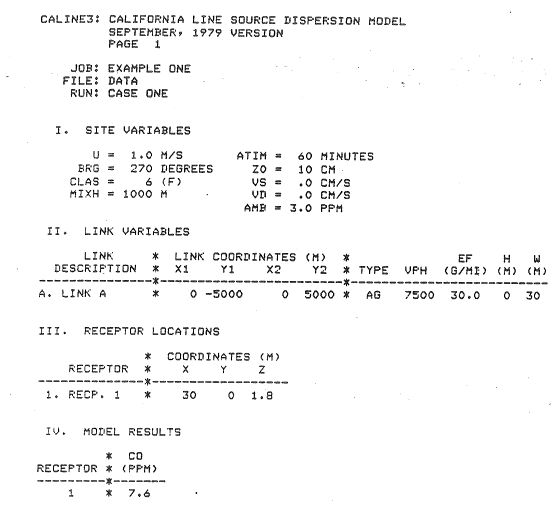 CALINE3: CALIFORNIA LINE SOURCE DISPERSION MODEL
SEPTEMBER, 1979 VERSION
PAGE 1
JOB: EXAMPLE ONE
FILE: DATA
RUN: CASE ONE
I. SITE VARIABLES
U = 1.0 M/S ATIM = 60 MINUTES
BRG = 270 DEGREES Z0 = 10 CM
CLAS = 6 (F) VS = .0 CM/S
MIXH = 1000 M VD = .0 CM/S
AMB = 3.0 PPM
II. LINK VARIABLES
LINK * LINK COORDINATES (M) * EF H W
DESCRIPTION * X1 Y1 X2 Y2 * TYPE VPH (G/MI) (M) (M)
A. LINK A * 0 -5000 0 5000 * AG 7500 30.0 0 30
III. RECEPTOR LOCATIONS
* COORDINATES (M)
RECEPTOR * X Y Z
1. RECP. 1 * 30 0 1.8
IV. MODEL RESULTS
* CO
RECEPTOR * (PPM)
1 * 7.6